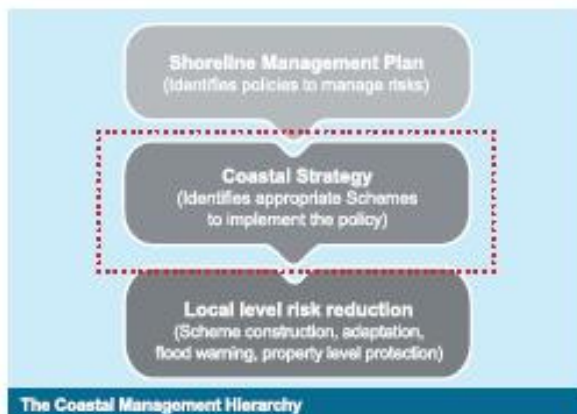 Shoreline Management Plan
(Identifies policies to manage risks)
Coastal Strategy
(Identifies appropriate Schemes
to implement the policy)
Local level risk reduction
(Scheme construction, adaptation,
flood warning, property level protection)
The Coastal Management Hierarchy